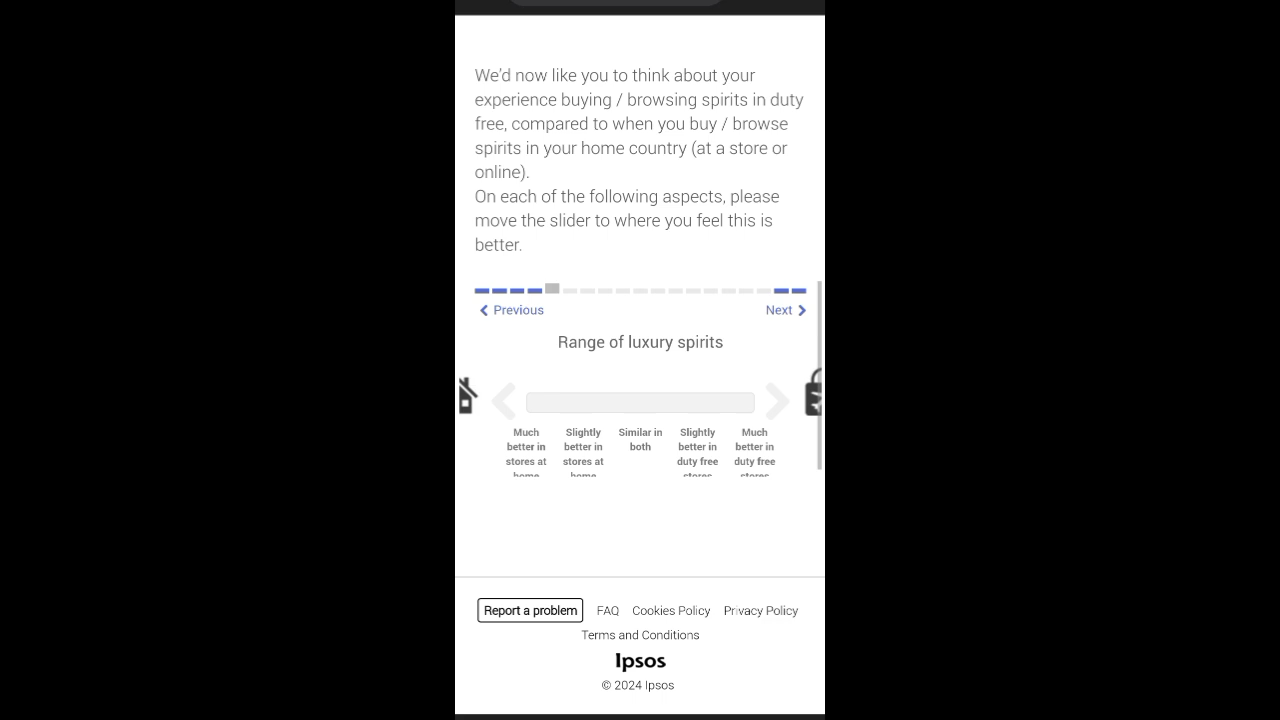 We'd now like you to think about your
experience buying / browsing spirits in duty
free, compared to when you buy / browse
spirits in your home country (at a store or
online).
On each of the following aspects, please
move the slider to where you feel this is
better.
Previous Next
Range of luxury spirits
Much Slightly Similar in Slightly Much
better in better in both better in better in
stores at stores at duty free duty free
home home stores stores
Report a problem FAQ Cookies Policy Privacy Policy
Terms and Conditions
Ipsos
© 2024 Ipsos